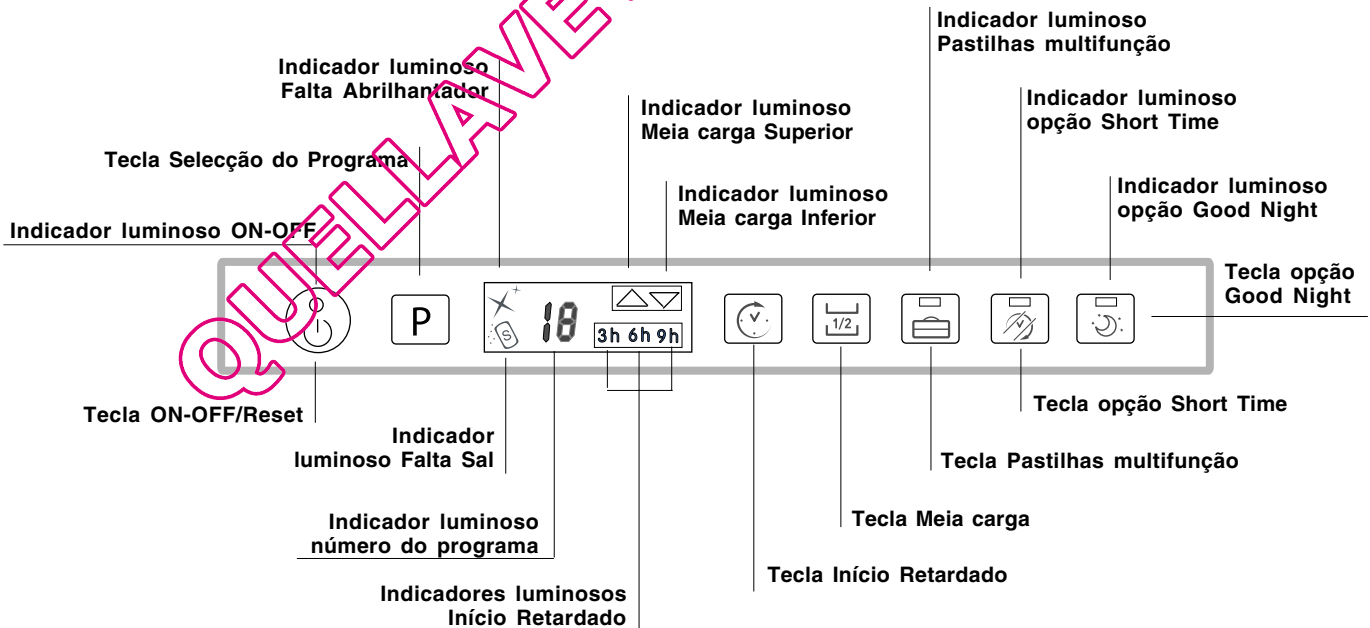 Indicador luminoso
Pastilhas multifunção
Indicador luminoso
Falta Abrilhantador
Indicador luminoso
Meia carga Superior
Indicador luminoso
opção Short Time
Tecla Selecção do Programa
Indicador luminoso
Meia carga Inferior
Indicador luminoso
opção Good Night
Indicador luminoso ON-OFF
Tecla opção
Good Night
P
S
18
3h 6h 9h
1/2
Tecla ON-OFF/Reset
Indicador
luminoso Falta Sal
Tecla opção Short Time
Tecla Pastilhas multifunção
Indicador luminoso
número do programa
Tecla Meia carga
Tecla Início Retardado
Indicadores luminosos
Início Retardado
QUELLAVE